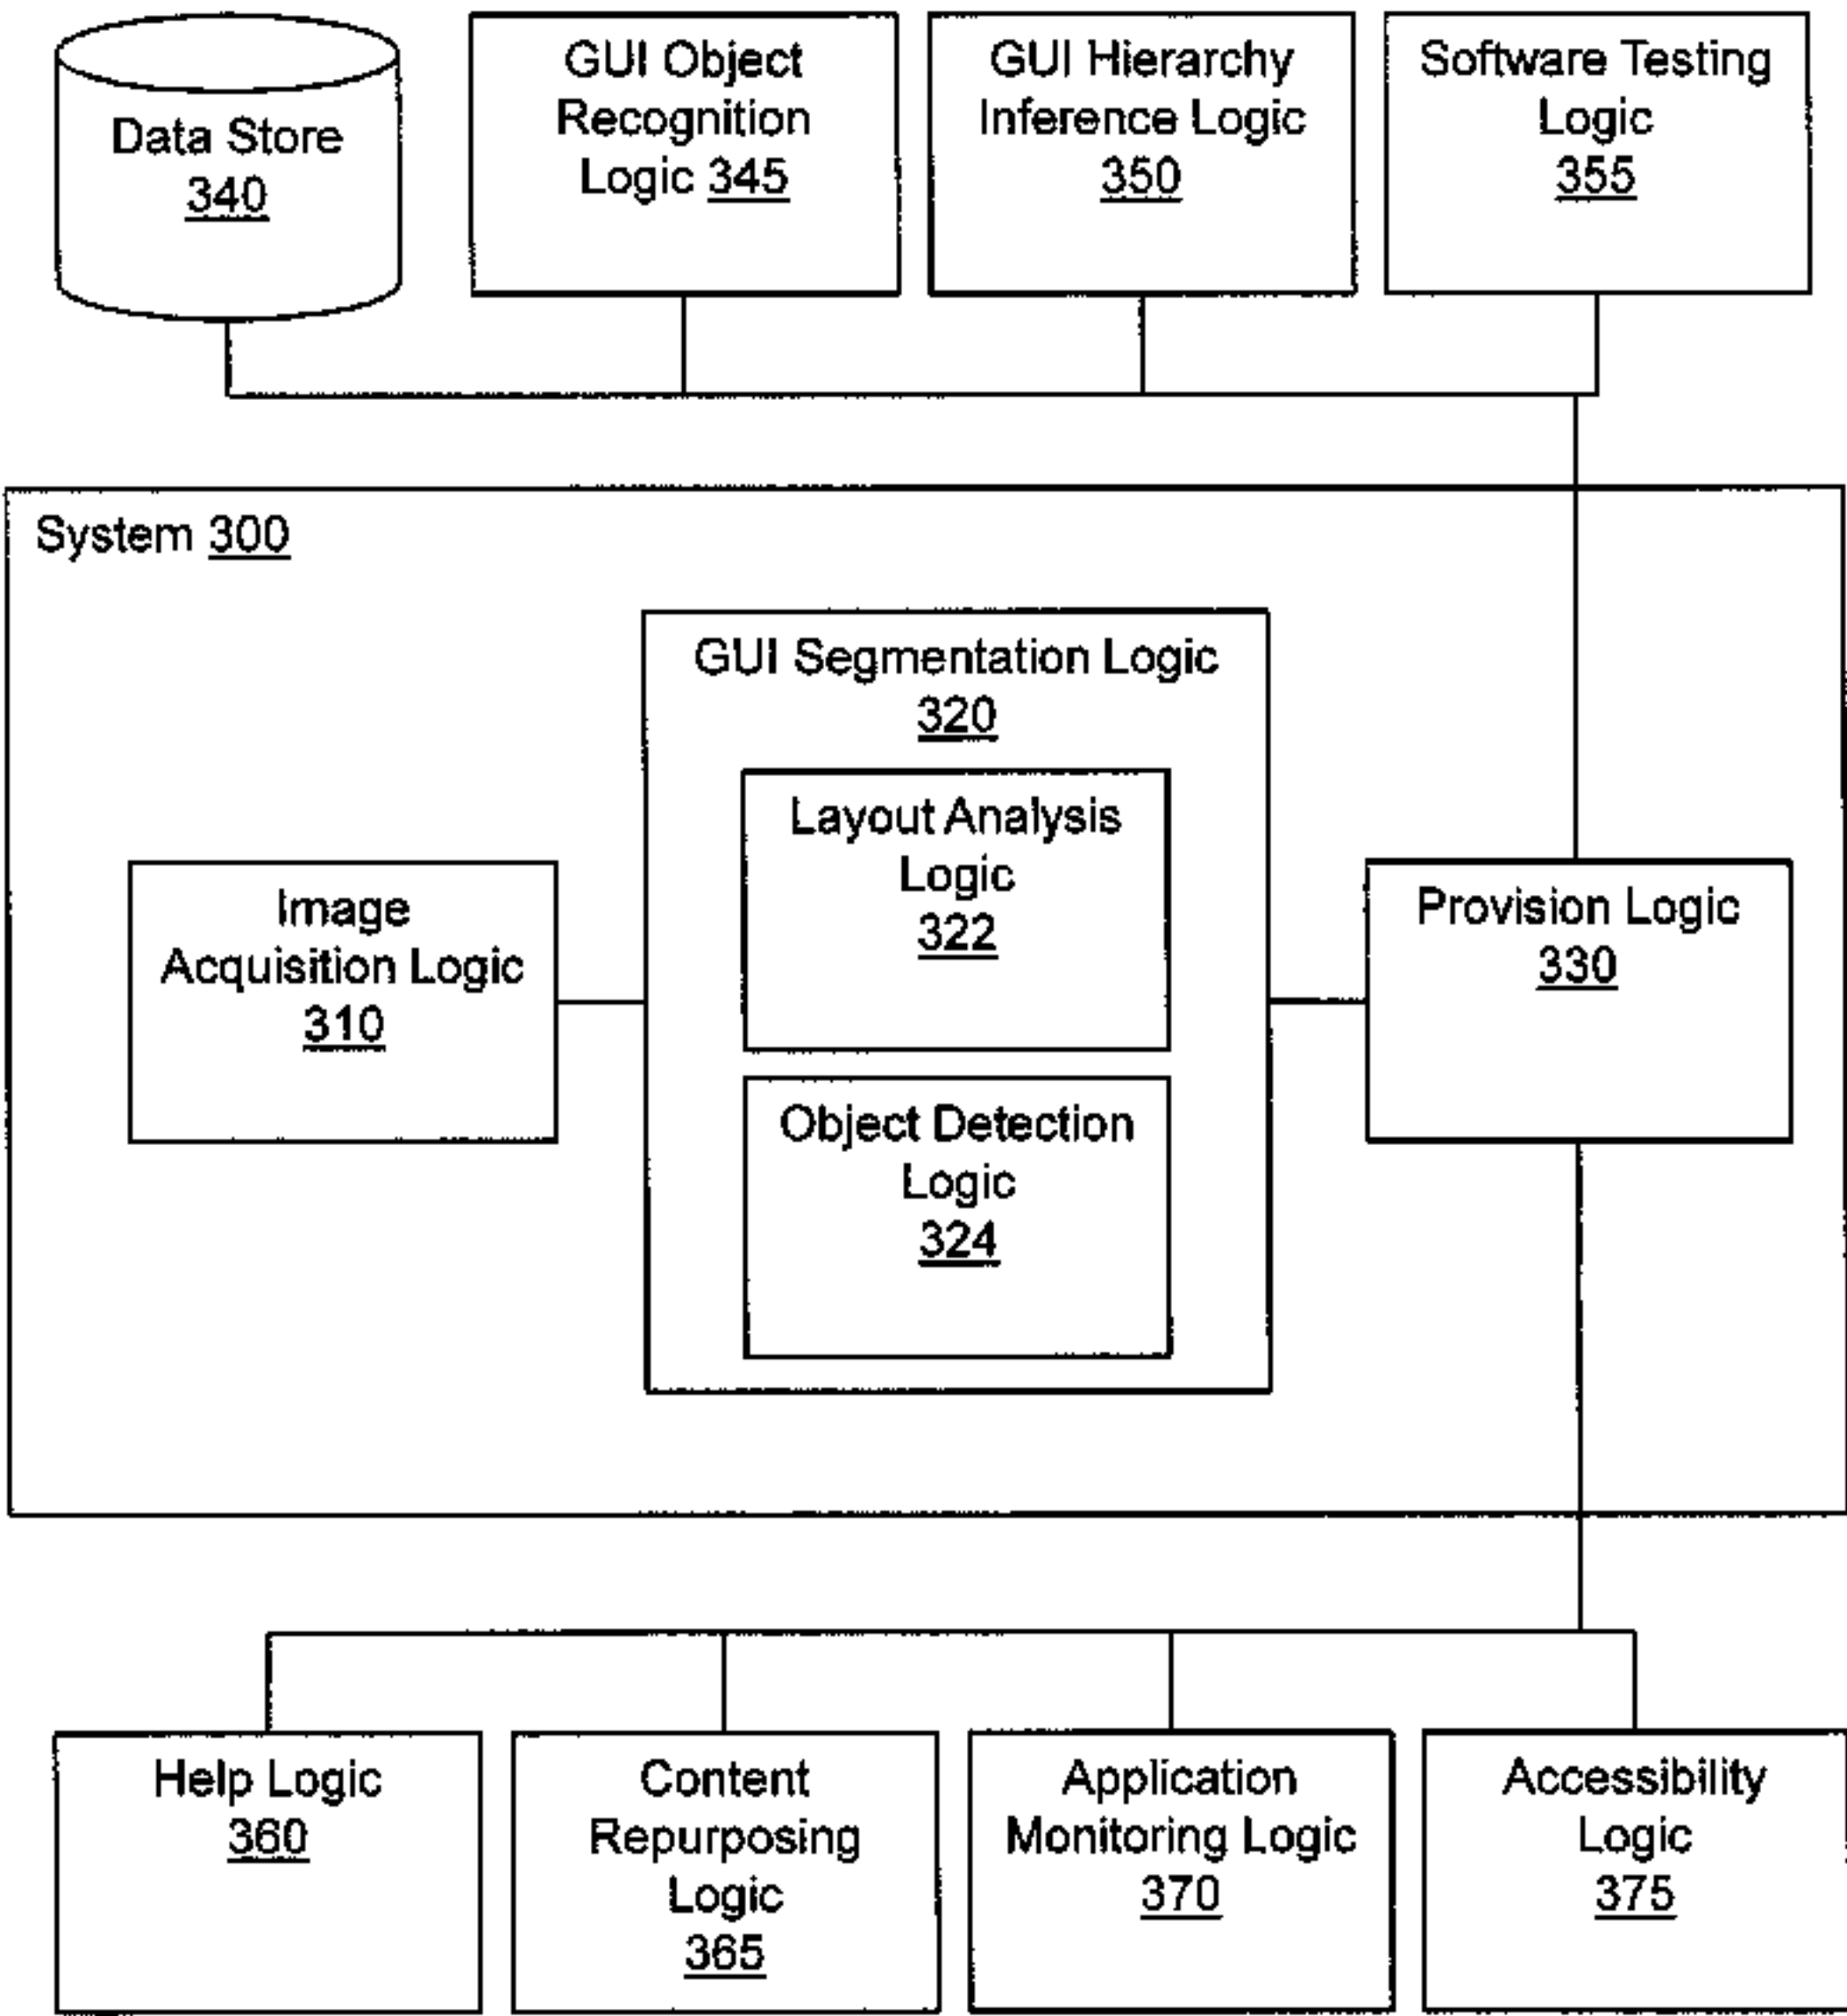 Data Store
340
GUI Object
Recognition
Logic 345
GUI Hierarchy
Inference Logic
350
Software Testing
Logic
355
System 300
GUI Segmentation Logic
320
Layout Analysis
Logic
322
Image
Acquisition Logic
310
Provision Logic
330
Object Detection
Logic
324
Help Logic
360
Content
Repurposing
Logic
365
Application
Monitoring Logic
370
Accessibility
Logic
375